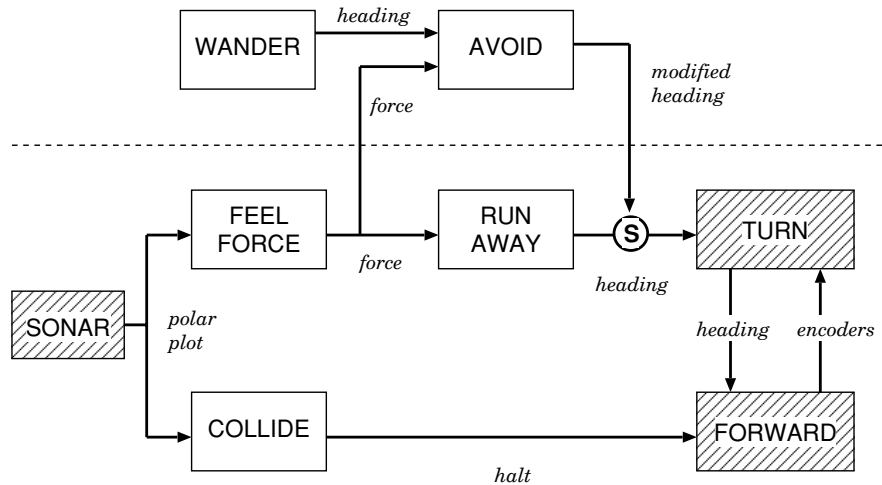 heading
WANDER
AVOID
modified
heading
force
FEEL
FORCE
RUN
AWAY
S
TURN
force
heading
SONAR
polar
plot
heading
encoders
COLLIDE
FORWARD
halt